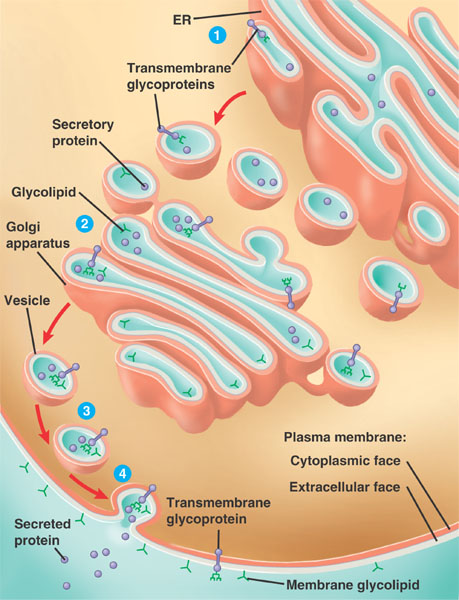 ER
1
Transmembrane
glycoproteins
Secretory
protein
Glycolipid
2
Golgi
apparatus
Vesicle
3
4
Plasma membrane:
Cytoplasmic face
Extracellular face
Transmembrane
glycoprotein
Secreted
protein
Membrane glycolipid